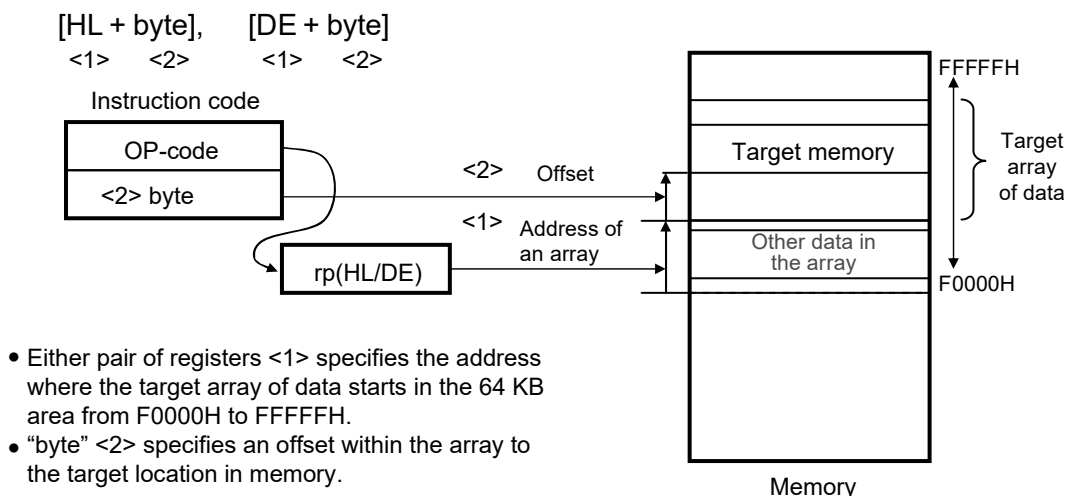 [HL + byte], [DE + byte]
<1> <2> <1> <2>
Instruction code
OP-code
<2> byte
<2> Offset
<1> Address of
an array
rp(HL/DE)
FFFFFH
Target memory
Target
array
of data
Other data in
the array
F0000H
Memory
• Either pair of registers <1> specifies the address
where the target array of data starts in the 64 KB
area from F0000H to FFFFFH.
• “byte” <2> specifies an offset within the array to
the target location in memory.